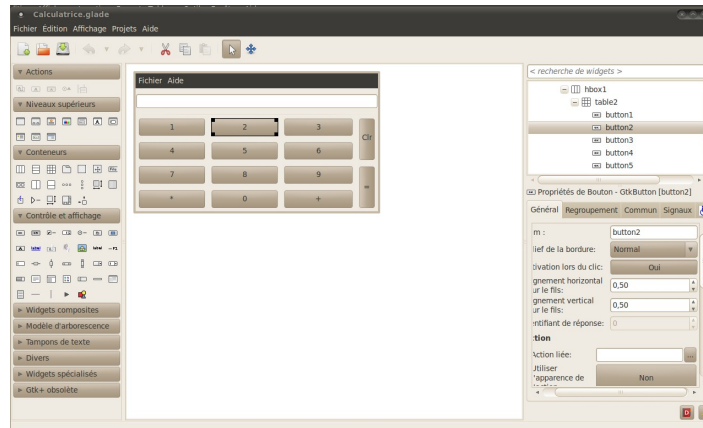 Calculatrice.glade
Fichier Édition Affichage Projets Aide
Actions
Niveaux supérieurs
Conteneurs
Contrôle et affichage
Widgets composites
Modèle d'arborescence
Tampons de texte
Divers
Widgets spécialisés
Gtk+ obsolète
Fichier Aide
1 2 3
Clr
4 5 6
7 8 9
=
* 0 +
< recherche de widgets >
hbox1
table2
button1
button2
button3
button4
button5
Propriétés de Bouton - GtkButton [button2]
Général Regroupement Commun Signaux
m : button2
lief de la bordure: Normal
tivation lors du clic: Oui
gnement horizontal
ur le fils: 0,50
gnement vertical
ur le fils: 0,50
entifiant de réponse: 0
tion
Action liée: ...
Utiliser
'apparence de Non